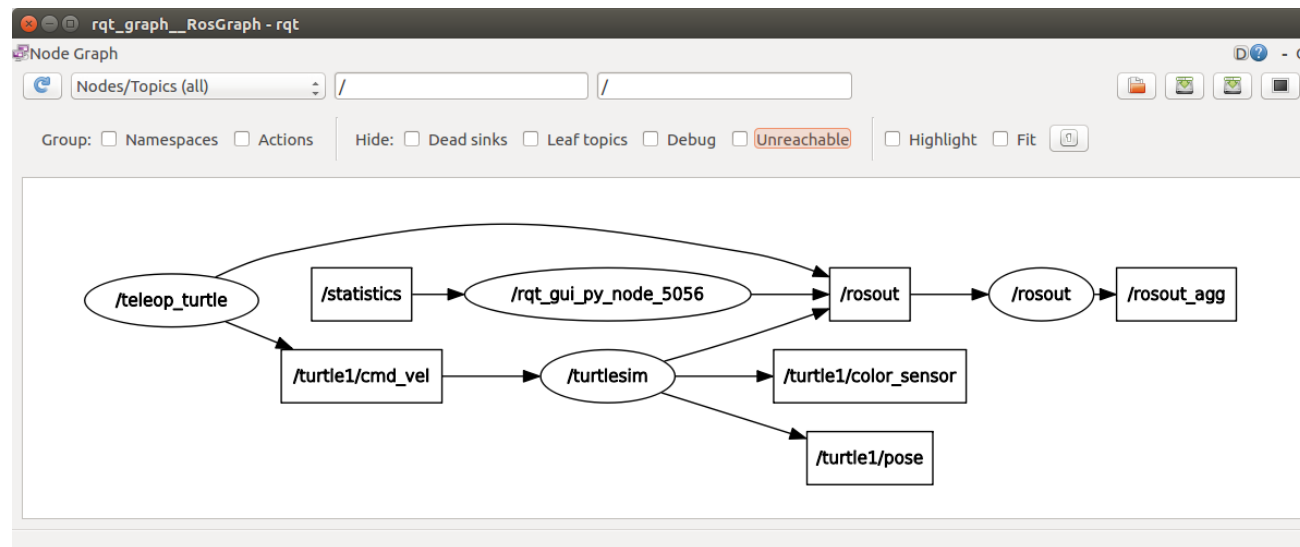 rqt_graph__RosGraph - rqt
Node Graph
D ? -
Nodes/Topics (all) / /
Group: Namespaces Actions Hide: Dead sinks Leaf topics Debug Unreachable Highlight Fit
/teleop_turtle
/statistics
/rqt_gui_py_node_5056
/rosout
/rosout
/rosout_agg
/turtle1/cmd_vel
/turtlesim
/turtle1/color_sensor
/turtle1/pose